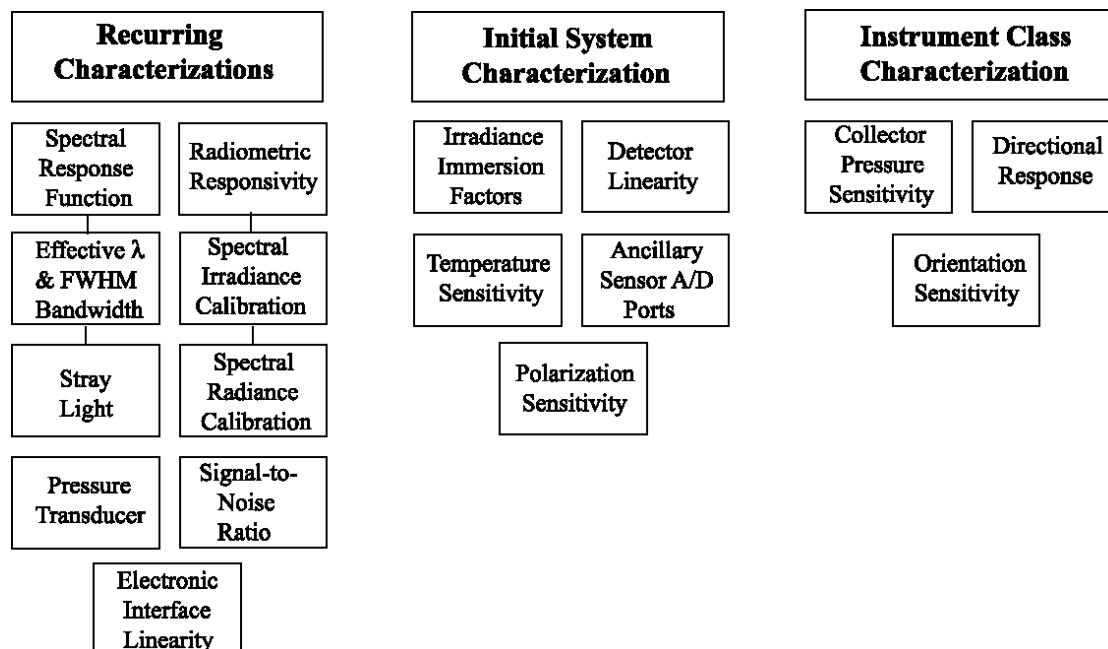 Recurring
Characterizations
Initial System
Characterization
Instrument Class
Characterization
Spectral
Response
Function
Radiometric
Responsivity
Effective λ
& FWHM
Bandwidth
Spectral
Irradiance
Calibration
Stray
Light
Spectral
Radiance
Calibration
Pressure
Transducer
Signal-to-
Noise
Ratio
Electronic
Interface
Linearity
Irradiance
Immersion
Factors
Detector
Linearity
Temperature
Sensitivity
Ancillary
Sensor A/D
Ports
Polarization
Sensitivity
Collector
Pressure
Sensitivity
Directional
Response
Orientation
Sensitivity